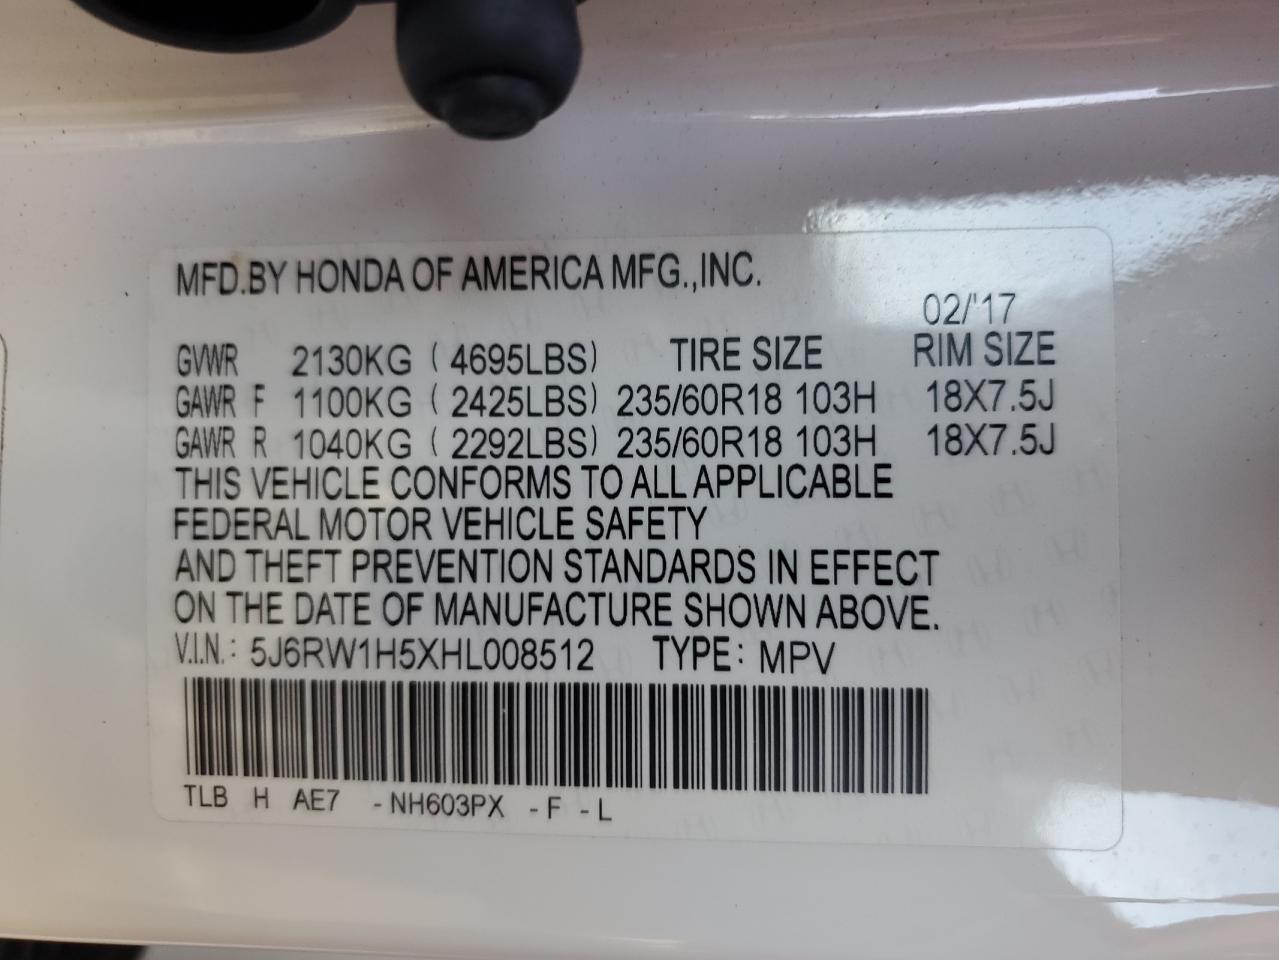 MFD.BY HONDA OF AMERICA MFG.,INC.
02/'17
GVWR 2130KG ( 4695LBS) TIRE SIZE RIM SIZE
GAWR F 1100KG ( 2425LBS) 235/60R18 103H 18X7.5J
GAWR R 1040KG ( 2292LBS) 235/60R18 103H 18X7.5J
THIS VEHICLE CONFORMS TO ALL APPLICABLE
FEDERAL MOTOR VEHICLE SAFETY
AND THEFT PREVENTION STANDARDS IN EFFECT
ON THE DATE OF MANUFACTURE SHOWN ABOVE.
V.I.N.: 5J6RW1H5XHL008512 TYPE: MPV
TLB H AE7 -NH603PX -F -L